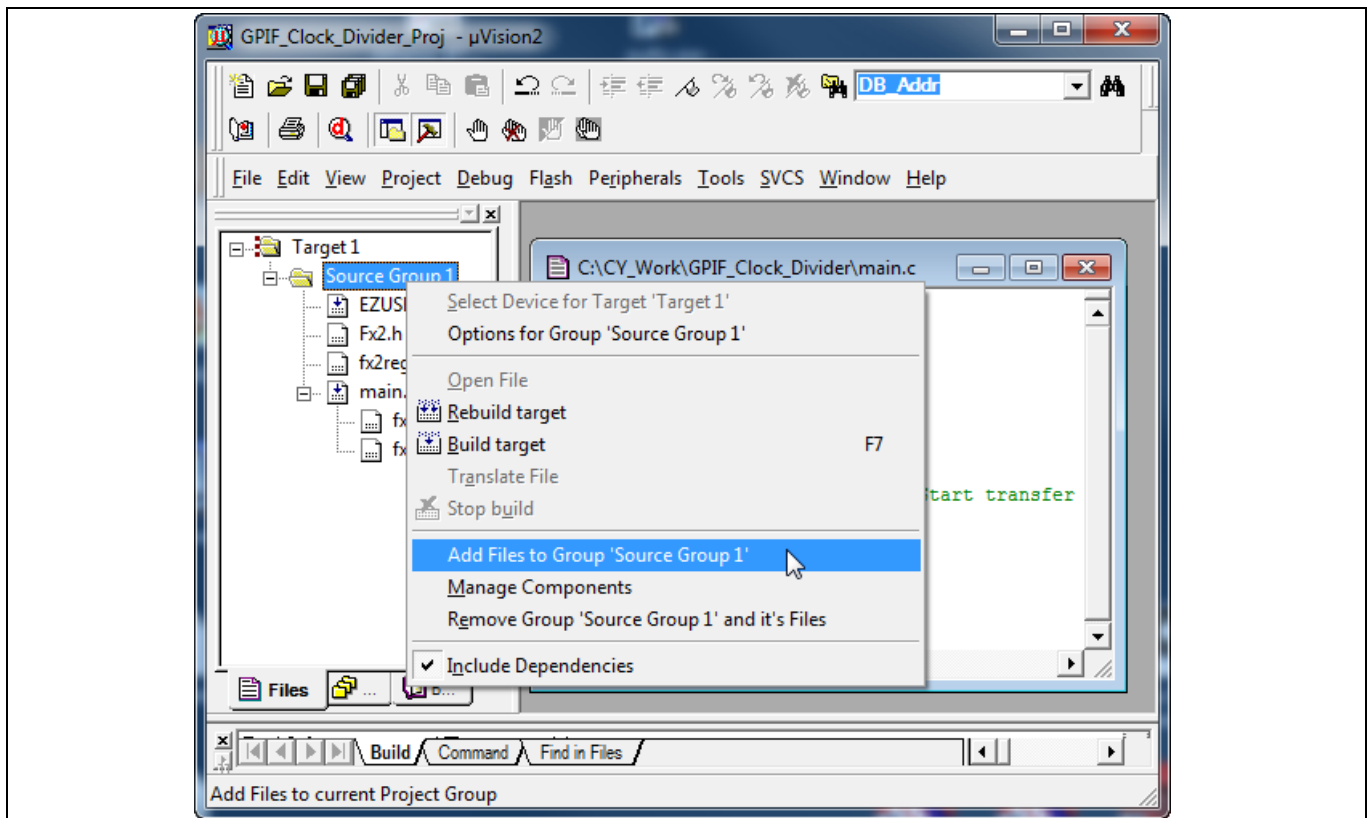 GPIF_Clock_Divider_Proj - µVision2
DB_Addr
File Edit View Project Debug Flash Peripherals Tools SVCS Window Help
Target 1
Source Group 1
C:\CY_Work\GPIF_Clock_Divider\main.c
EZUS
Fx2.h
fx2reg
main.
fx
fx
Select Device for Target 'Target 1'
Options for Group 'Source Group 1'
Open File
Rebuild target
Build target F7
Translate File
Stop build
Add Files to Group 'Source Group 1'
Manage Components
Remove Group 'Source Group 1' and it's Files
Include Dependencies
tart transfer
Files ... B...
Build Command Find in Files
Add Files to current Project Group